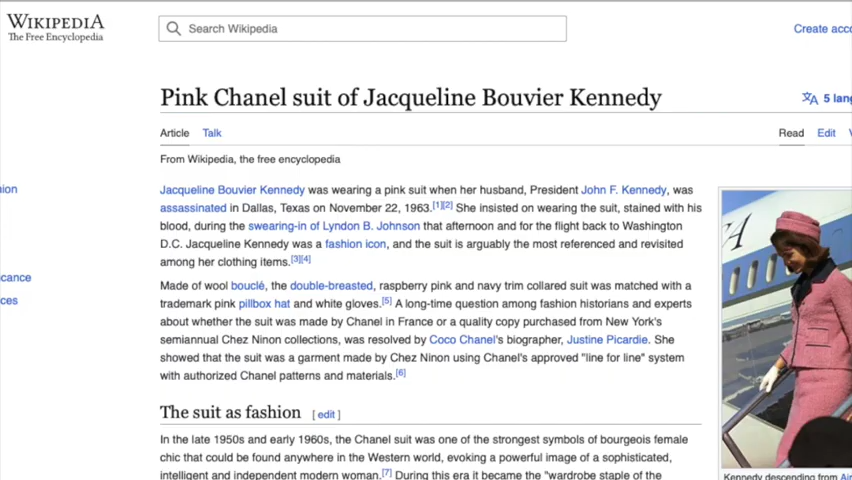 WIKIPEDIA
The Free Encyclopedia
Search Wikipedia
Create acco
Pink Chanel suit of Jacqueline Bouvier Kennedy
5 lang
Article Talk
Read Edit V
From Wikipedia, the free encyclopedia
ion
cance
ces
Jacqueline Bouvier Kennedy was wearing a pink suit when her husband, President John F. Kennedy, was
assassinated in Dallas, Texas on November 22, 1963.[1][2] She insisted on wearing the suit, stained with his
blood, during the swearing-in of Lyndon B. Johnson that afternoon and for the flight back to Washington
D.C. Jacqueline Kennedy was a fashion icon, and the suit is arguably the most referenced and revisited
among her clothing items.[3][4]
Made of wool bouclé, the double-breasted, raspberry pink and navy trim collared suit was matched with a
trademark pink pillbox hat and white gloves.[5] A long-time question among fashion historians and experts
about whether the suit was made by Chanel in France or a quality copy purchased from New York's
semiannual Chez Ninon collections, was resolved by Coco Chanel's biographer, Justine Picardie. She
showed that the suit was a garment made by Chez Ninon using Chanel's approved "line for line" system
with authorized Chanel patterns and materials.[6]
The suit as fashion [ edit ]
In the late 1950s and early 1960s, the Chanel suit was one of the strongest symbols of bourgeois female
chic that could be found anywhere in the Western world, evoking a powerful image of a sophisticated,
intelligent and independent modern woman.[7] During this era it became the "wardrobe staple of the
Kennedy descending from Air